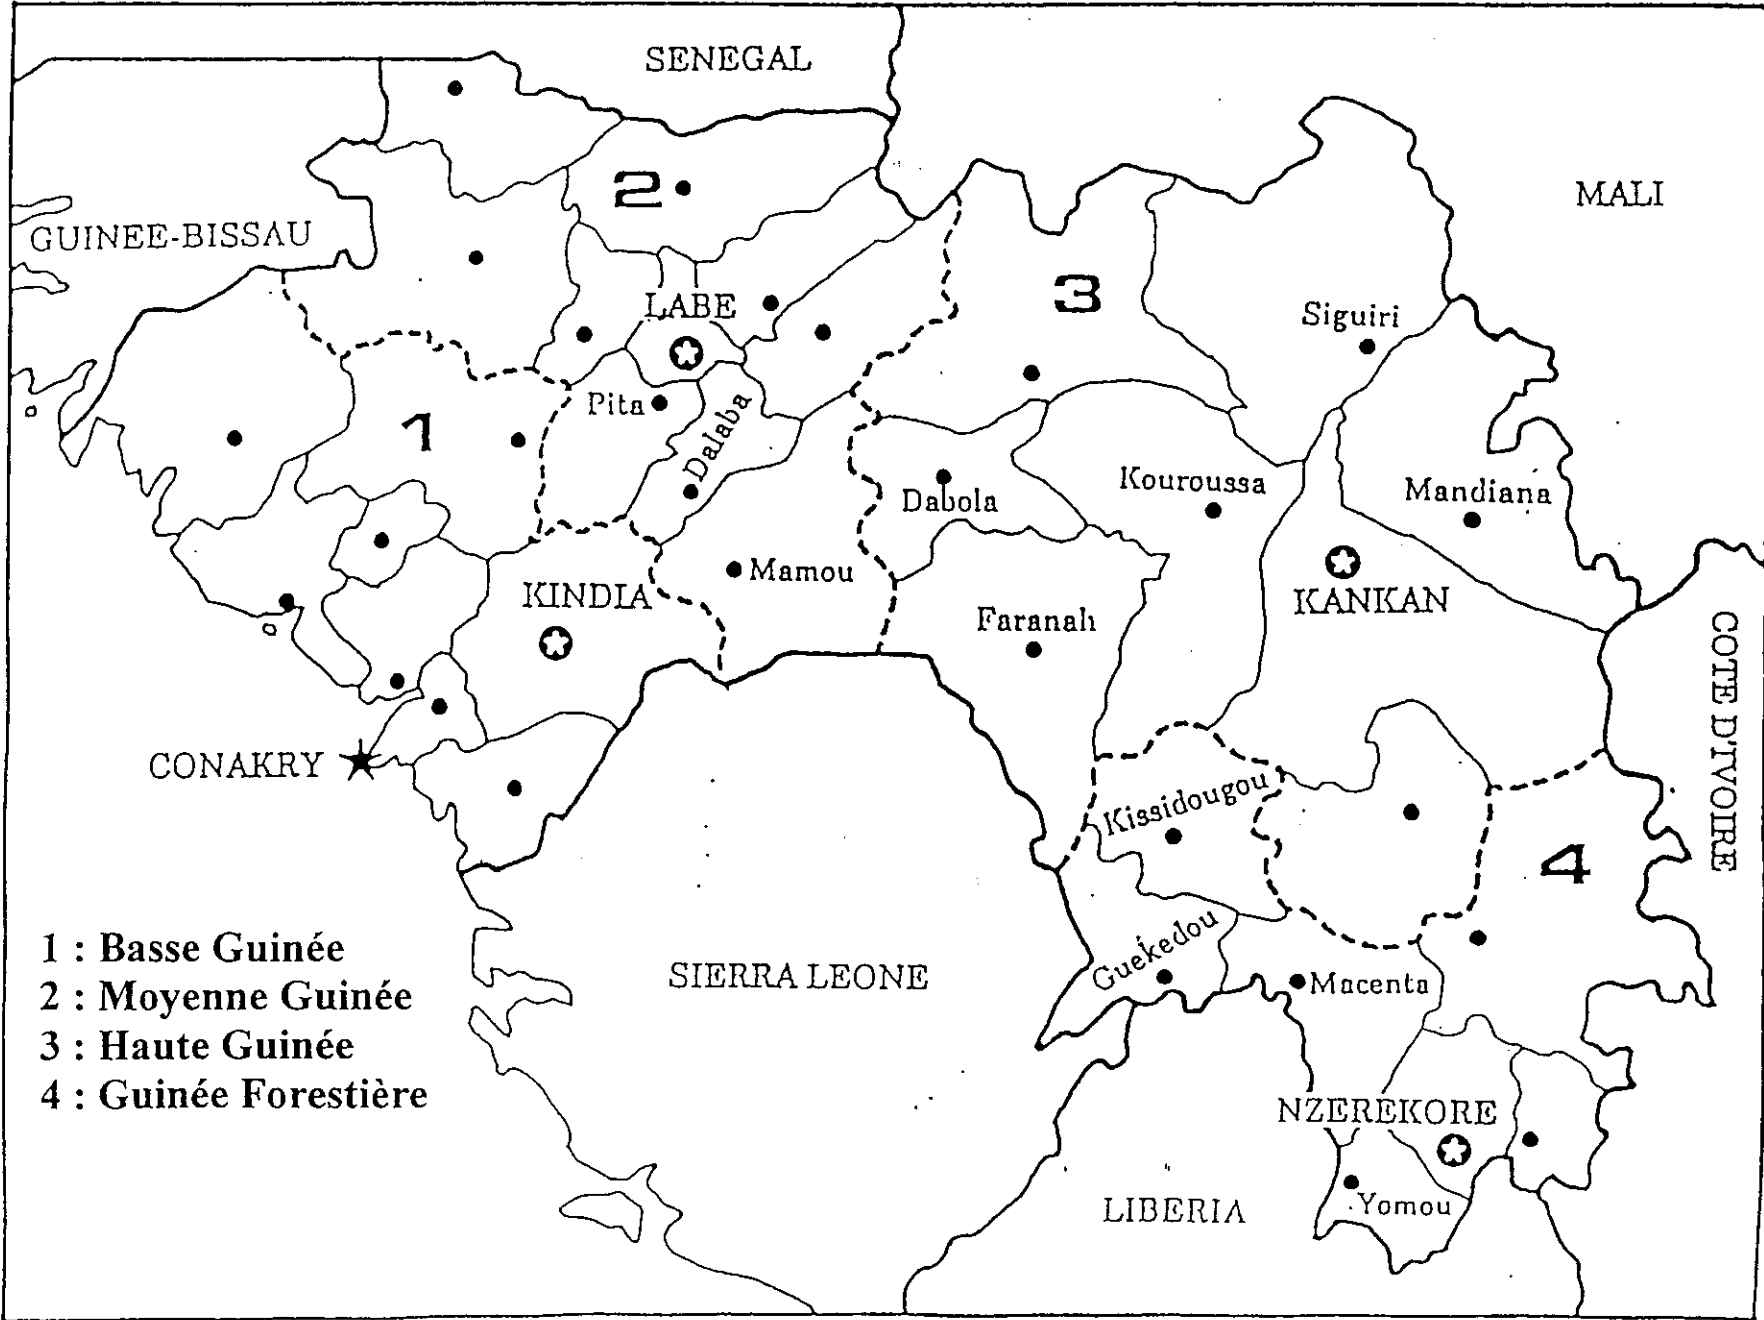 SENEGAL
MALI
2
GUINEE-BISSAU
3
LABE
Siguiri
Pita
Dalaba
1
Kouroussa
Mandiana
Dabola
Mamou
KINDIA
KANKAN
Faranah
COTE D'IVOIRE
CONAKRY
Kissidougou
4
Guekedou
1 : Basse Guinée
2 : Moyenne Guinée
3 : Haute Guinée
4 : Guinée Forestière
SIERRA LEONE
Macenta
NZEREKORE
LIBERIA
Yomou